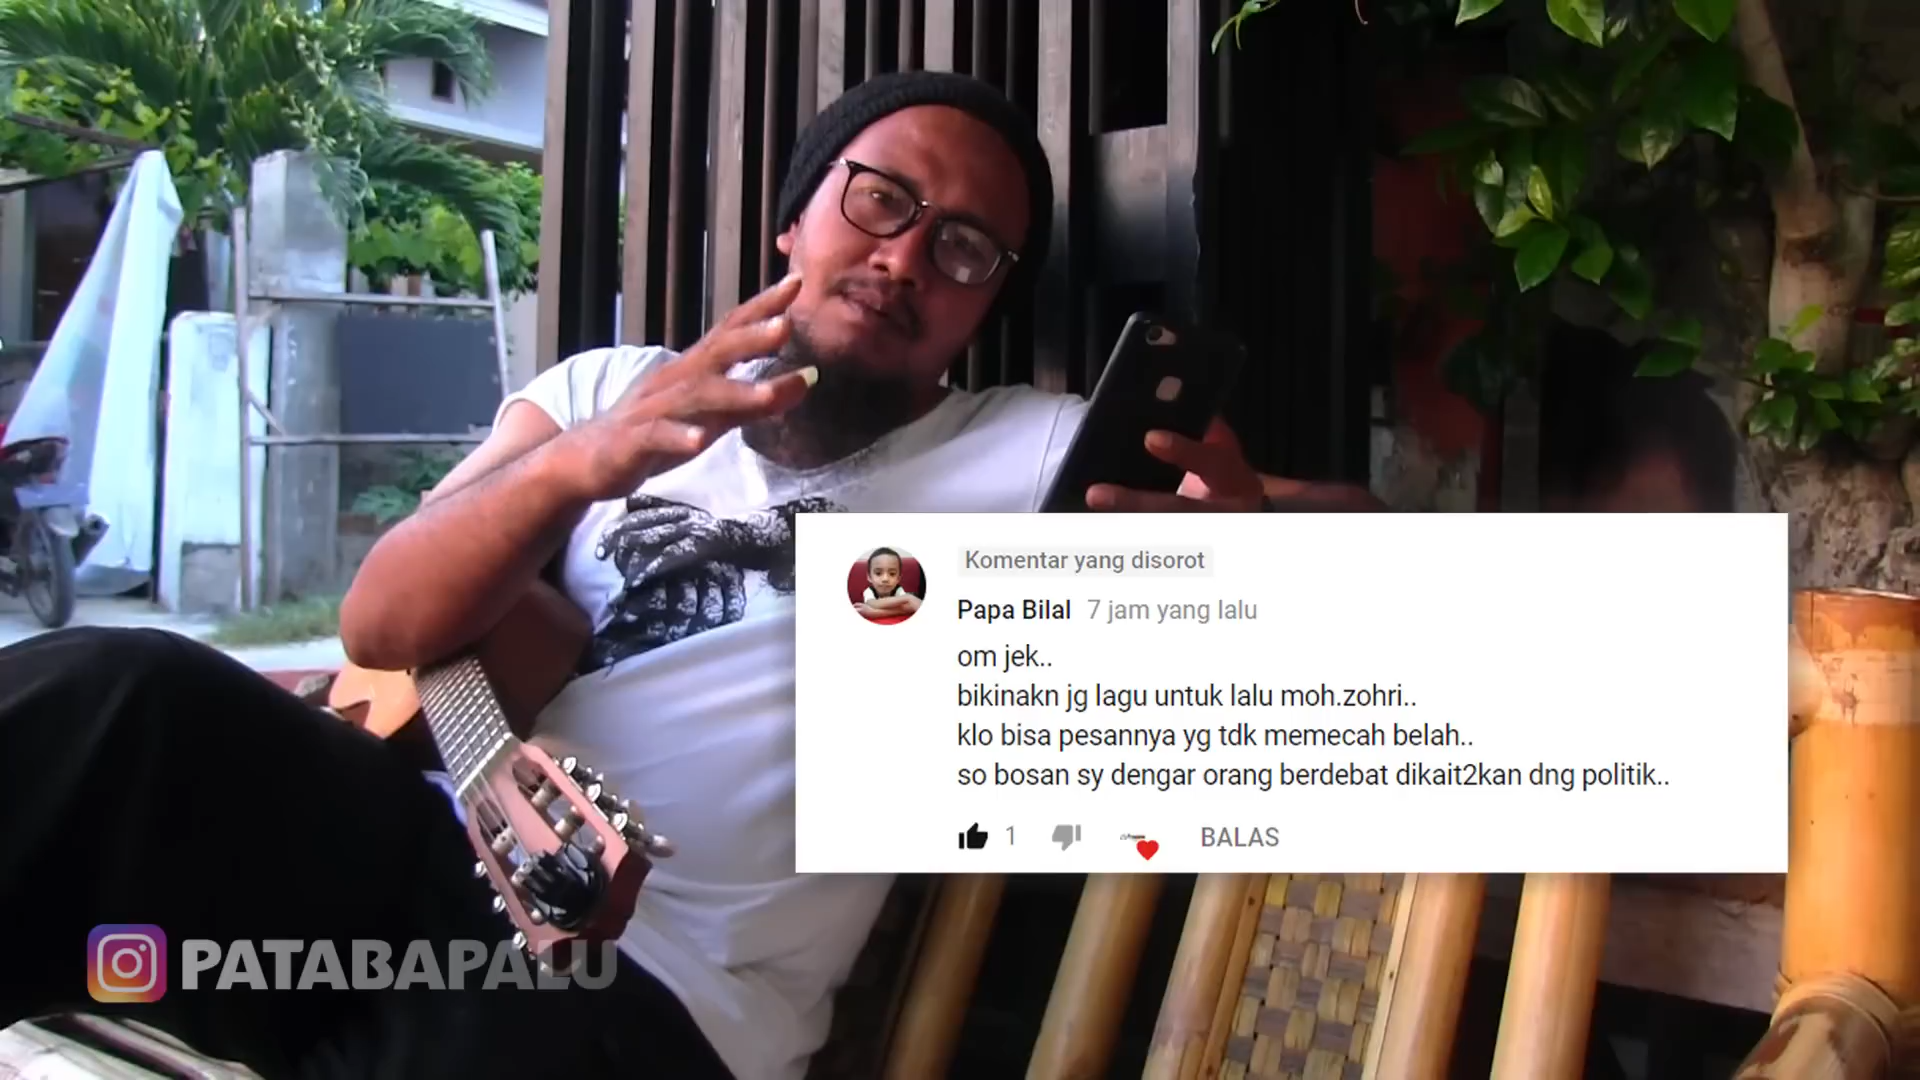 Komentar yang disorot
Papa Bilal 7 jam yang lalu
om jek..
bikinakn jg lagu untuk lalu moh.zohri..
klo bisa pesannya yg tdk memecah belah..
so bosan sy dengar orang berdebat dikait2kan dng politik..
1 BALAS
PATABAPALU